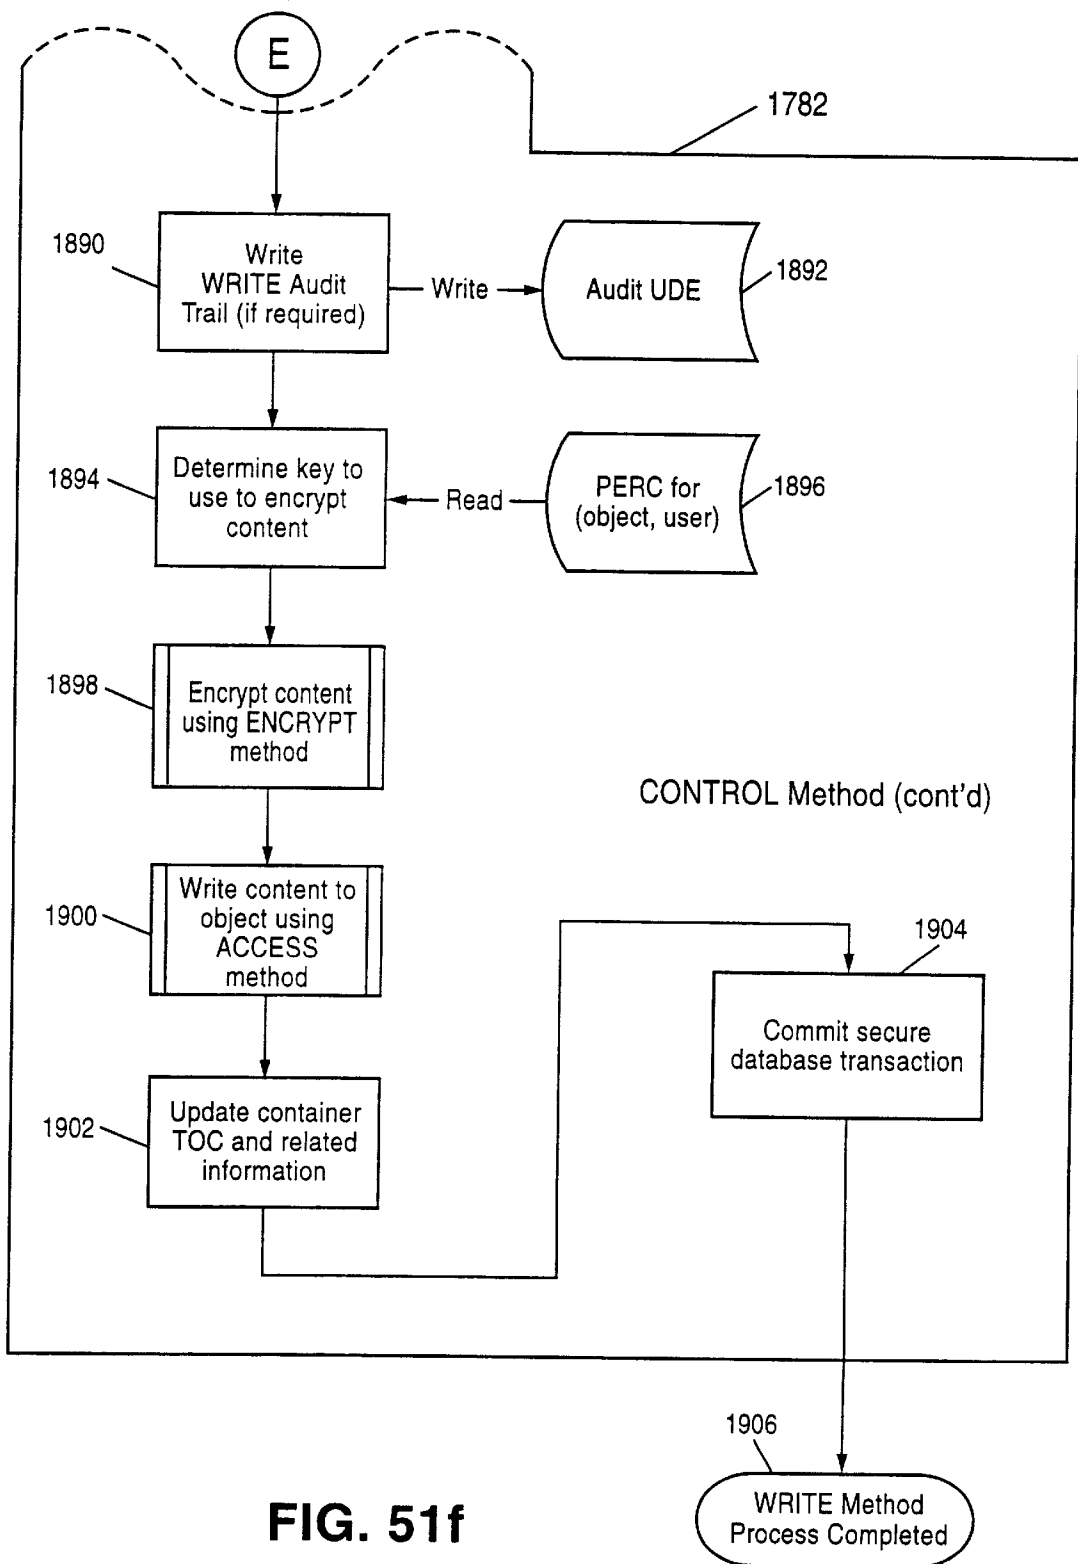 E
1782
1890
Write
WRITE Audit
Trail (if required)
Write
Audit UDE
1892
1894
Determine key to
use to encrypt
content
Read
PERC for
(object, user)
1896
1898
Encrypt content
using ENCRYPT
method
CONTROL Method (cont'd)
1900
Write content to
object using
ACCESS
method
1904
Commit secure
database transaction
1902
Update container
TOC and related
information
1906
WRITE Method
Process Completed
FIG. 51f